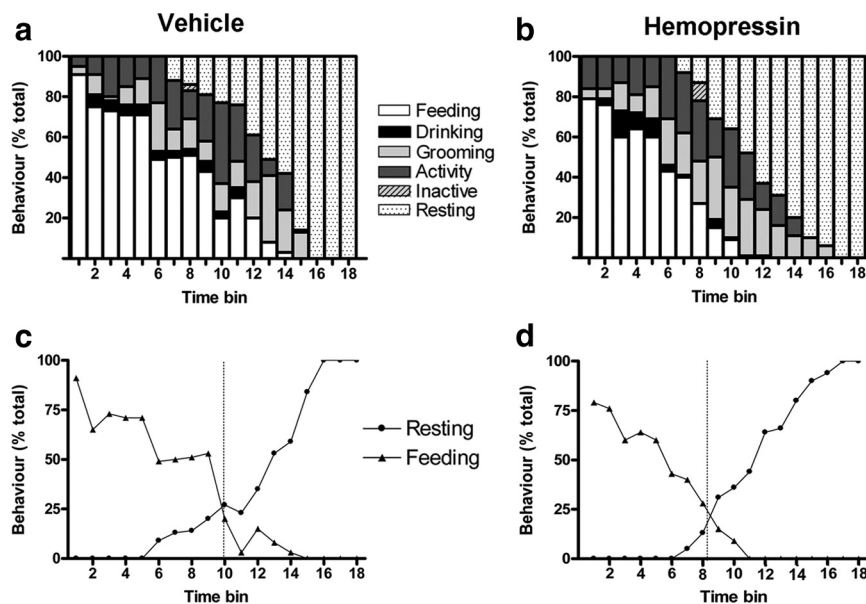 Vehicle
Hemopressin
a
100
80
60
40
20
Behaviour (% total)
2 4 6 8 10 12 14 16 18
Time bin
Feeding
Drinking
Grooming
Activity
Inactive
Resting
b
100
80
60
40
20
Behaviour (% total)
2 4 6 8 10 12 14 16 18
Time bin
c
100
75
50
25
0
Behaviour (% total)
2 4 6 8 10 12 14 16 18
Time bin
Resting
Feeding
d
100
75
50
25
0
Behaviour (% total)
2 4 6 8 10 12 14 16 18
Time bin